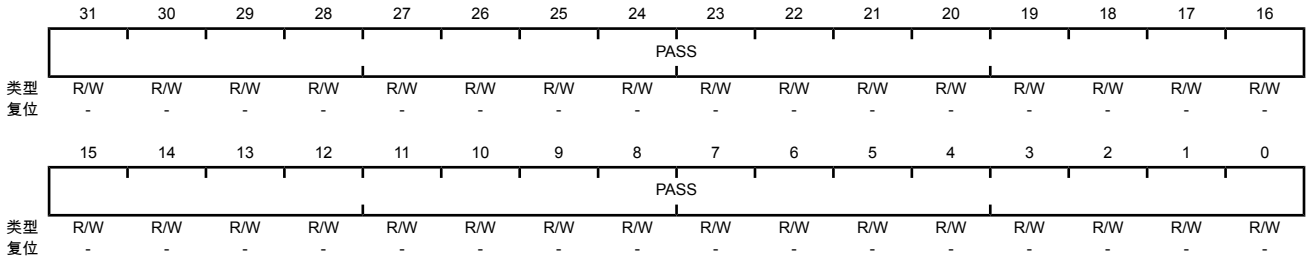 31 30 29 28 27 26 25 24 23 22 21 20 19 18 17 16
PASS
类型 R/W R/W R/W R/W R/W R/W R/W R/W R/W R/W R/W R/W R/W R/W R/W R/W
复位 - - - - - - - - - - - - - - - -
15 14 13 12 11 10 9 8 7 6 5 4 3 2 1 0
PASS
类型 R/W R/W R/W R/W R/W R/W R/W R/W R/W R/W R/W R/W R/W R/W R/W R/W
复位 - - - - - - - - - - - - - - - -